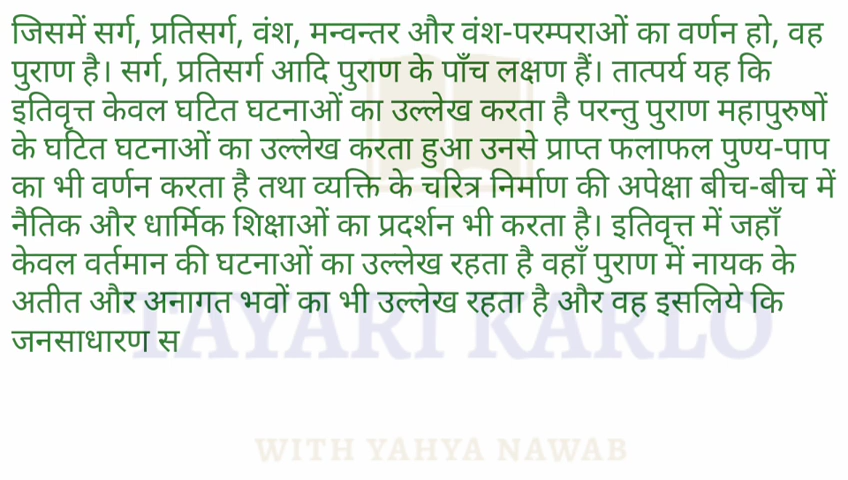 जिसमें सर्ग, प्रतिसर्ग, वंश, मन्वन्तर और वंश-परम्पराओं का वर्णन हो, वह
पुराण है। सर्ग, प्रतिसर्ग आदि पुराण के पाँच लक्षण हैं। तात्पर्य यह कि
इतिवृत्त केवल घटित घटनाओं का उल्लेख करता है परन्तु पुराण महापुरुषों
के घटित घटनाओं का उल्लेख करता हुआ उनसे प्राप्त फलाफल पुण्य-पाप
का भी वर्णन करता है तथा व्यक्ति के चरित्र निर्माण की अपेक्षा बीच-बीच में
नैतिक और धार्मिक शिक्षाओं का प्रदर्शन भी करता है। इतिवृत्त में जहाँ
केवल वर्तमान की घटनाओं का उल्लेख रहता है वहाँ पुराण में नायक के
अतीत और अनागत भवों का भी उल्लेख रहता है और वह इसलिये कि
जनसाधारण स
TAYARI KARLO
WITH YAHYA NAWAB